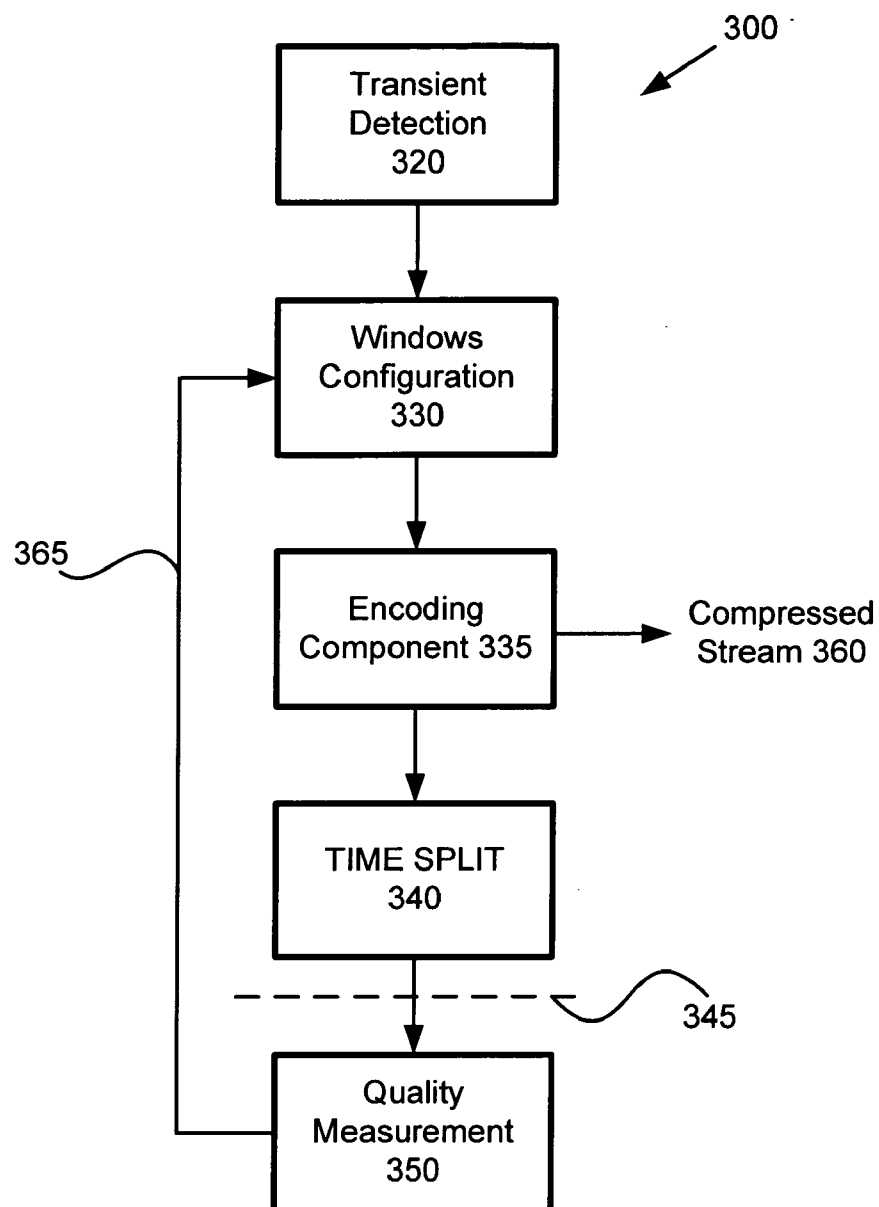 300
Transient
Detection
320
Windows
Configuration
330
365
Encoding
Component 335
Compressed
Stream 360
TIME SPLIT
340
345
Quality
Measurement
350